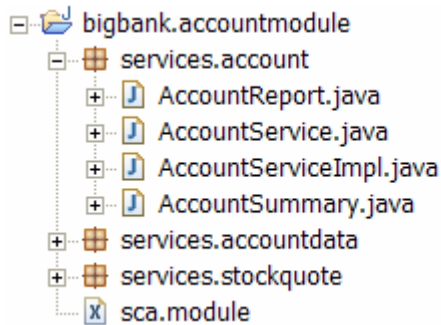 bigbank.accountmodule
services.account
AccountReport.java
AccountService.java
AccountServiceImpl.java
AccountSummary.java
services.accountdata
services.stockquote
sca.module